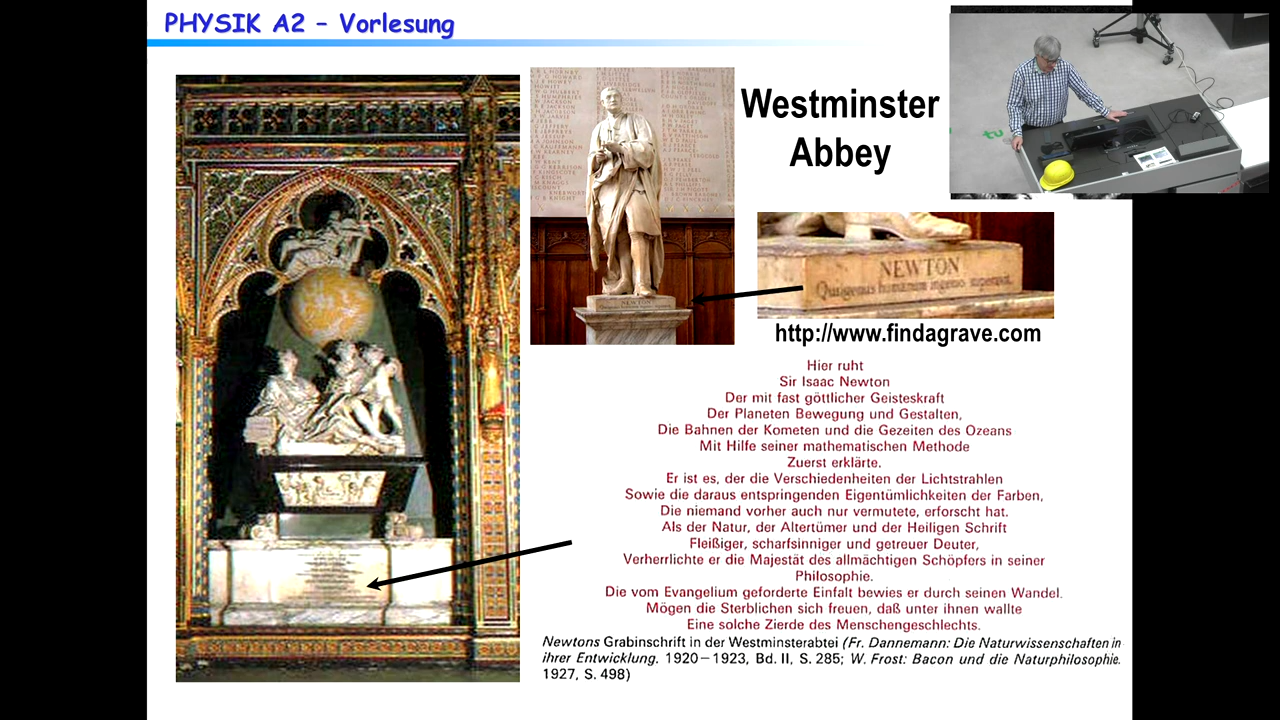 PHYSIK A2 – Vorlesung
Westminster
Abbey
NEWTON
Qui genus humanum ingenio superavit.
NEWTON
http://www.findagrave.com
tu
Hier ruht
Sir Isaac Newton
Der mit fast göttlicher Geisteskraft
Der Planeten Bewegung und Gestalten,
Die Bahnen der Kometen und die Gezeiten des Ozeans
Mit Hilfe seiner mathematischen Methode
Zuerst erklärte.
Er ist es, der die Verschiedenheiten der Lichtstrahlen
Sowie die daraus entspringenden Eigentümlichkeiten der Farben,
Die niemand vorher auch nur vermutete, erforscht hat.
Als der Natur, der Altertümer und der Heiligen Schrift
Fleißiger, scharfsinniger und getreuer Deuter,
Verherrlichte er die Majestät des allmächtigen Schöpfers in seiner
Philosophie.
Die vom Evangelium geforderte Einfalt bewies er durch seinen Wandel.
Mögen die Sterblichen sich freuen, daß unter ihnen wallte
Eine solche Zierde des Menschengeschlechts.
Newtons Grabinschrift in der Westminsterabtei (Fr. Dannemann: Die Naturwissenschaften in
ihrer Entwicklung. 1920–1923, Bd. II, S. 285; W. Frost: Bacon und die Naturphilosophie.
1927, S. 498)